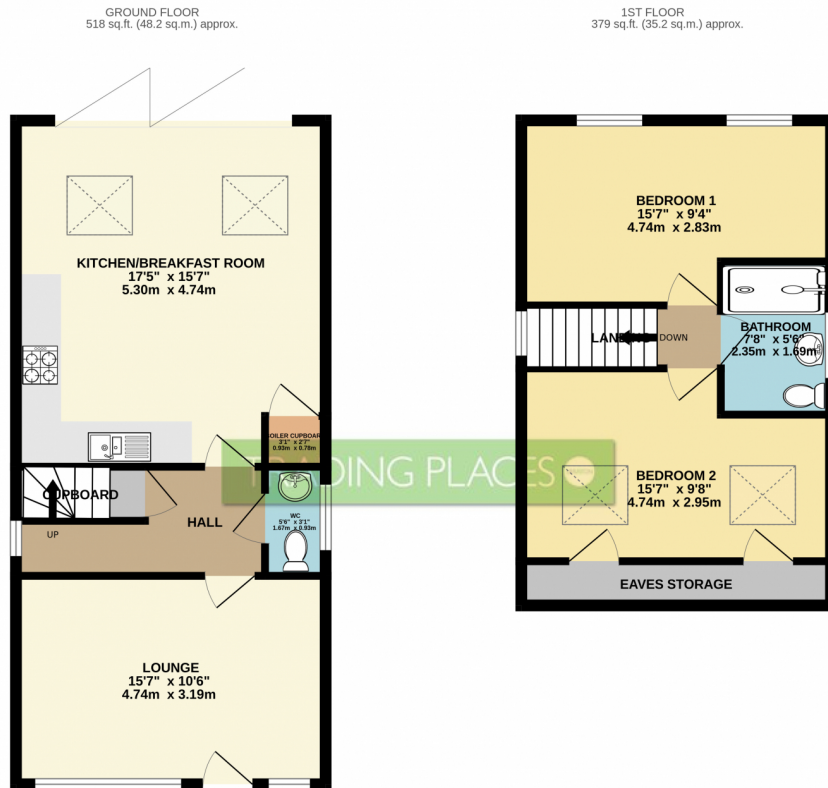 GROUND FLOOR
518 sq.ft. (48.2 sq.m.) approx.
KITCHEN/BREAKFAST ROOM
17'5" x 15'7"
5.30m x 4.74m
BOILER CUPBOARD
3'1" x 2'7"
0.93m x 0.78m
CUPBOARD
UP
HALL
WC
5'6" x 3'1"
1.67m x 0.93m
LOUNGE
15'7" x 10'6"
4.74m x 3.19m
TRADING PLACES
1ST FLOOR
379 sq.ft. (35.2 sq.m.) approx.
BEDROOM 1
15'7" x 9'4"
4.74m x 2.83m
LANDING
DOWN
BATHROOM
7'8" x 5'6"
2.35m x 1.69m
BEDROOM 2
15'7" x 9'8"
4.74m x 2.95m
EAVES STORAGE